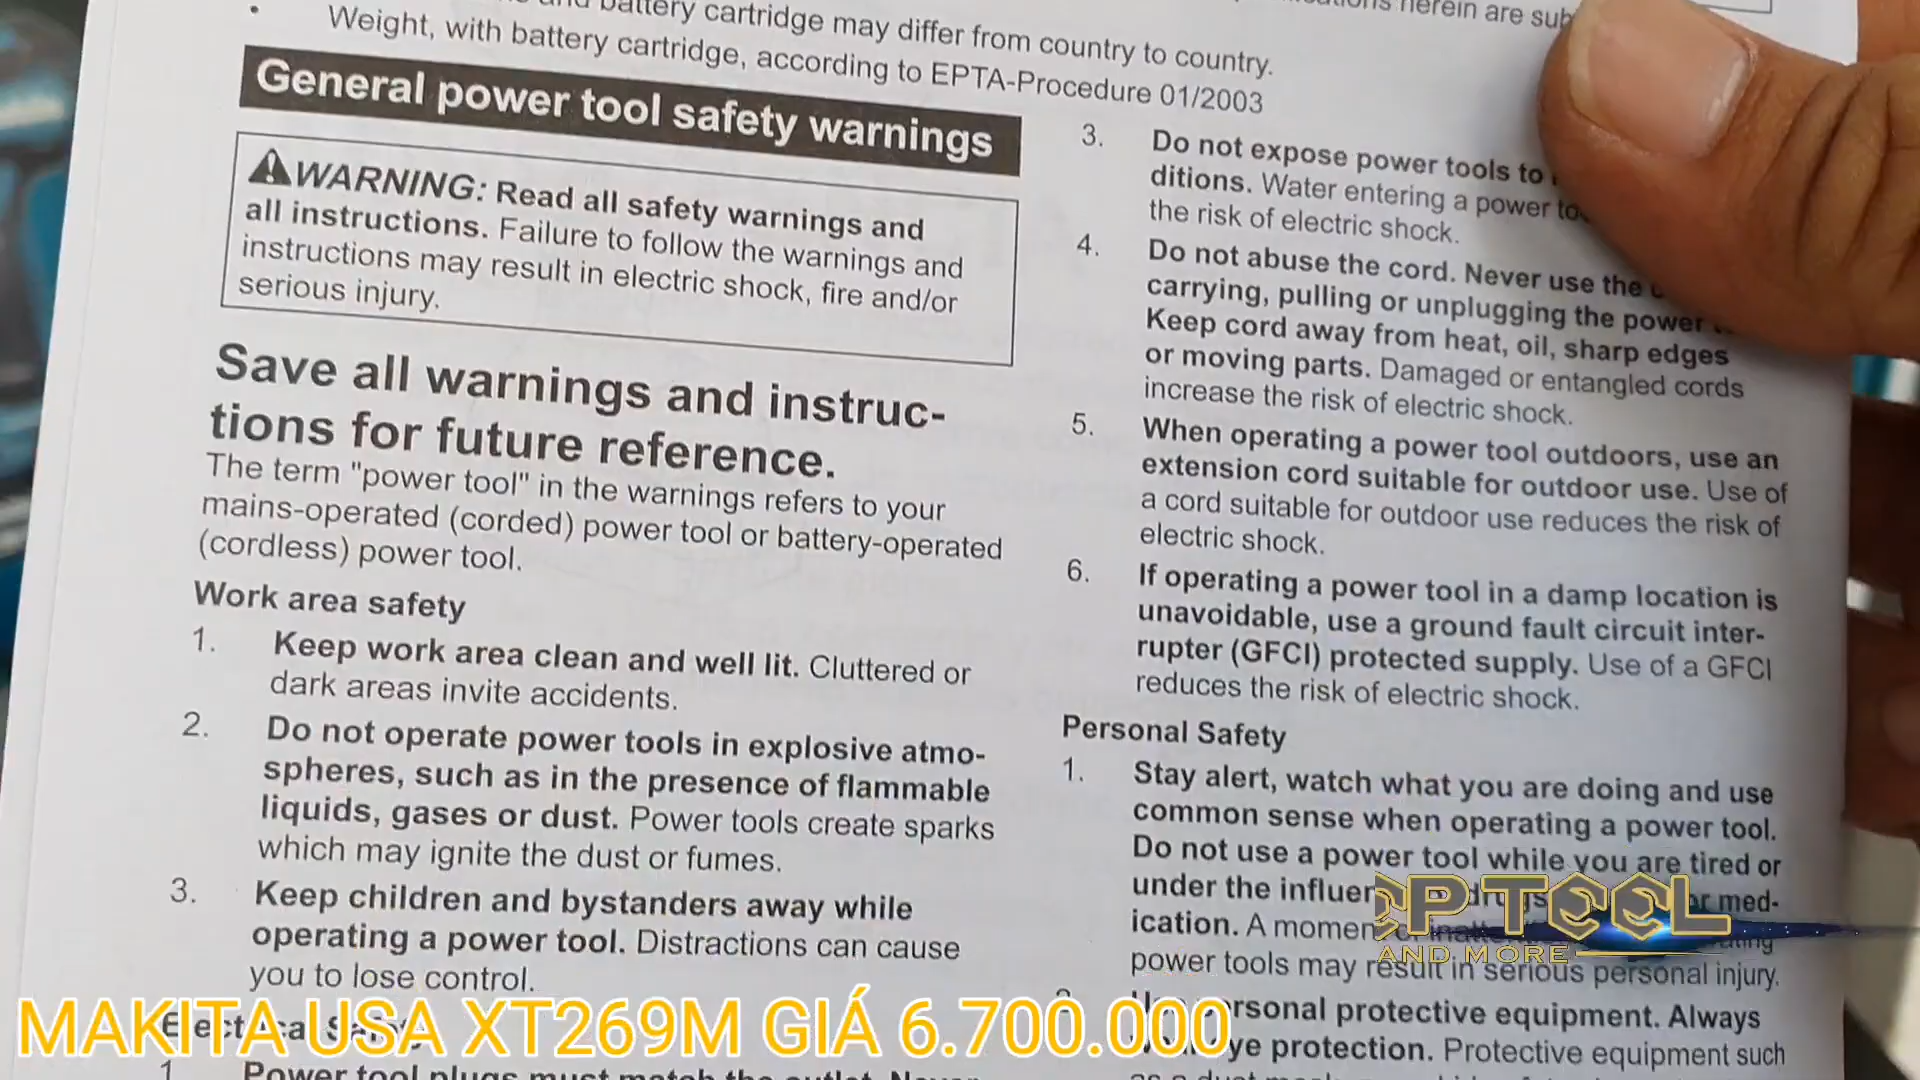 and battery cartridge may differ from country to country.
• Weight, with battery cartridge, according to EPTA-Procedure 01/2003
General power tool safety warnings
WARNING: Read all safety warnings and
all instructions. Failure to follow the warnings and
instructions may result in electric shock, fire and/or
serious injury.
Save all warnings and instruc-
tions for future reference.
The term "power tool" in the warnings refers to your
mains-operated (corded) power tool or battery-operated
(cordless) power tool.
Work area safety
1. Keep work area clean and well lit. Cluttered or
dark areas invite accidents.
2. Do not operate power tools in explosive atmo-
spheres, such as in the presence of flammable
liquids, gases or dust. Power tools create sparks
which may ignite the dust or fumes.
3. Keep children and bystanders away while
operating a power tool. Distractions can cause
you to lose control.
1. Power tool plugs must match the outlet. Never
herein are
3. Do not expose power tools to
ditions. Water entering a power
the risk of electric shock.
4. Do not abuse the cord. Never use the
carrying, pulling or unplugging the power
Keep cord away from heat, oil, sharp edges
or moving parts. Damaged or entangled cords
increase the risk of electric shock.
5. When operating a power tool outdoors, use an
extension cord suitable for outdoor use. Use of
a cord suitable for outdoor use reduces the risk of
electric shock.
6. If operating a power tool in a damp location is
unavoidable, use a ground fault circuit inter-
rupter (GFCI) protected supply. Use of a GFCI
reduces the risk of electric shock.
Personal Safety
1. Stay alert, watch what you are doing and use
common sense when operating a power tool.
Do not use a power tool while you are tired or
under the med-
ication. A
power tools may result in serious personal injury.
protective equipment. Always
eye protection. Protective equipment such
TOOL
AND MORE
MAKITA USA XT269M GIÁ 6.700.000